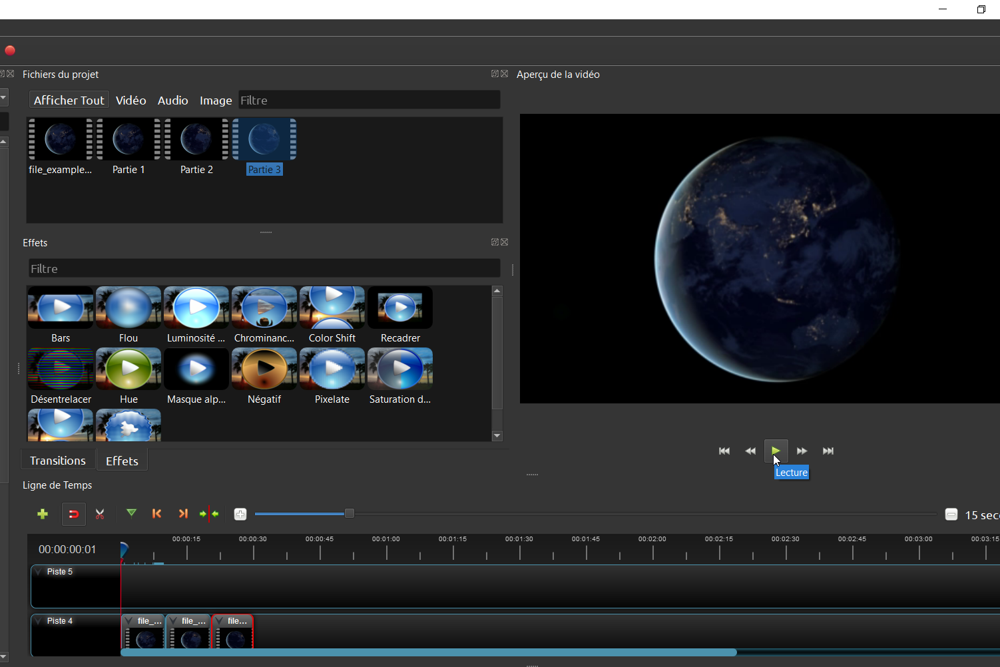 Fichiers du projet
Aperçu de la vidéo
Afficher Tout Vidéo Audio Image Filtre
file_example... Partie 1 Partie 2 Partie 3
Effets
Filtre
Bars Flou Luminosité ... Chrominanc... Color Shift Recadrer
Désentrelacer Hue Masque alp... Négatif Pixelate Saturation d...
Transitions Effets
Lecture
Ligne de Temps
15 sec
00:00:15 00:00:30 00:00:45 00:01:00 00:01:15 00:01:30 00:01:45 00:02:00 00:02:15 00:02:30 00:02:45 00:03:00 00:03:15
00:00:00:01
Piste 5
Piste 4
file_... file_... file...